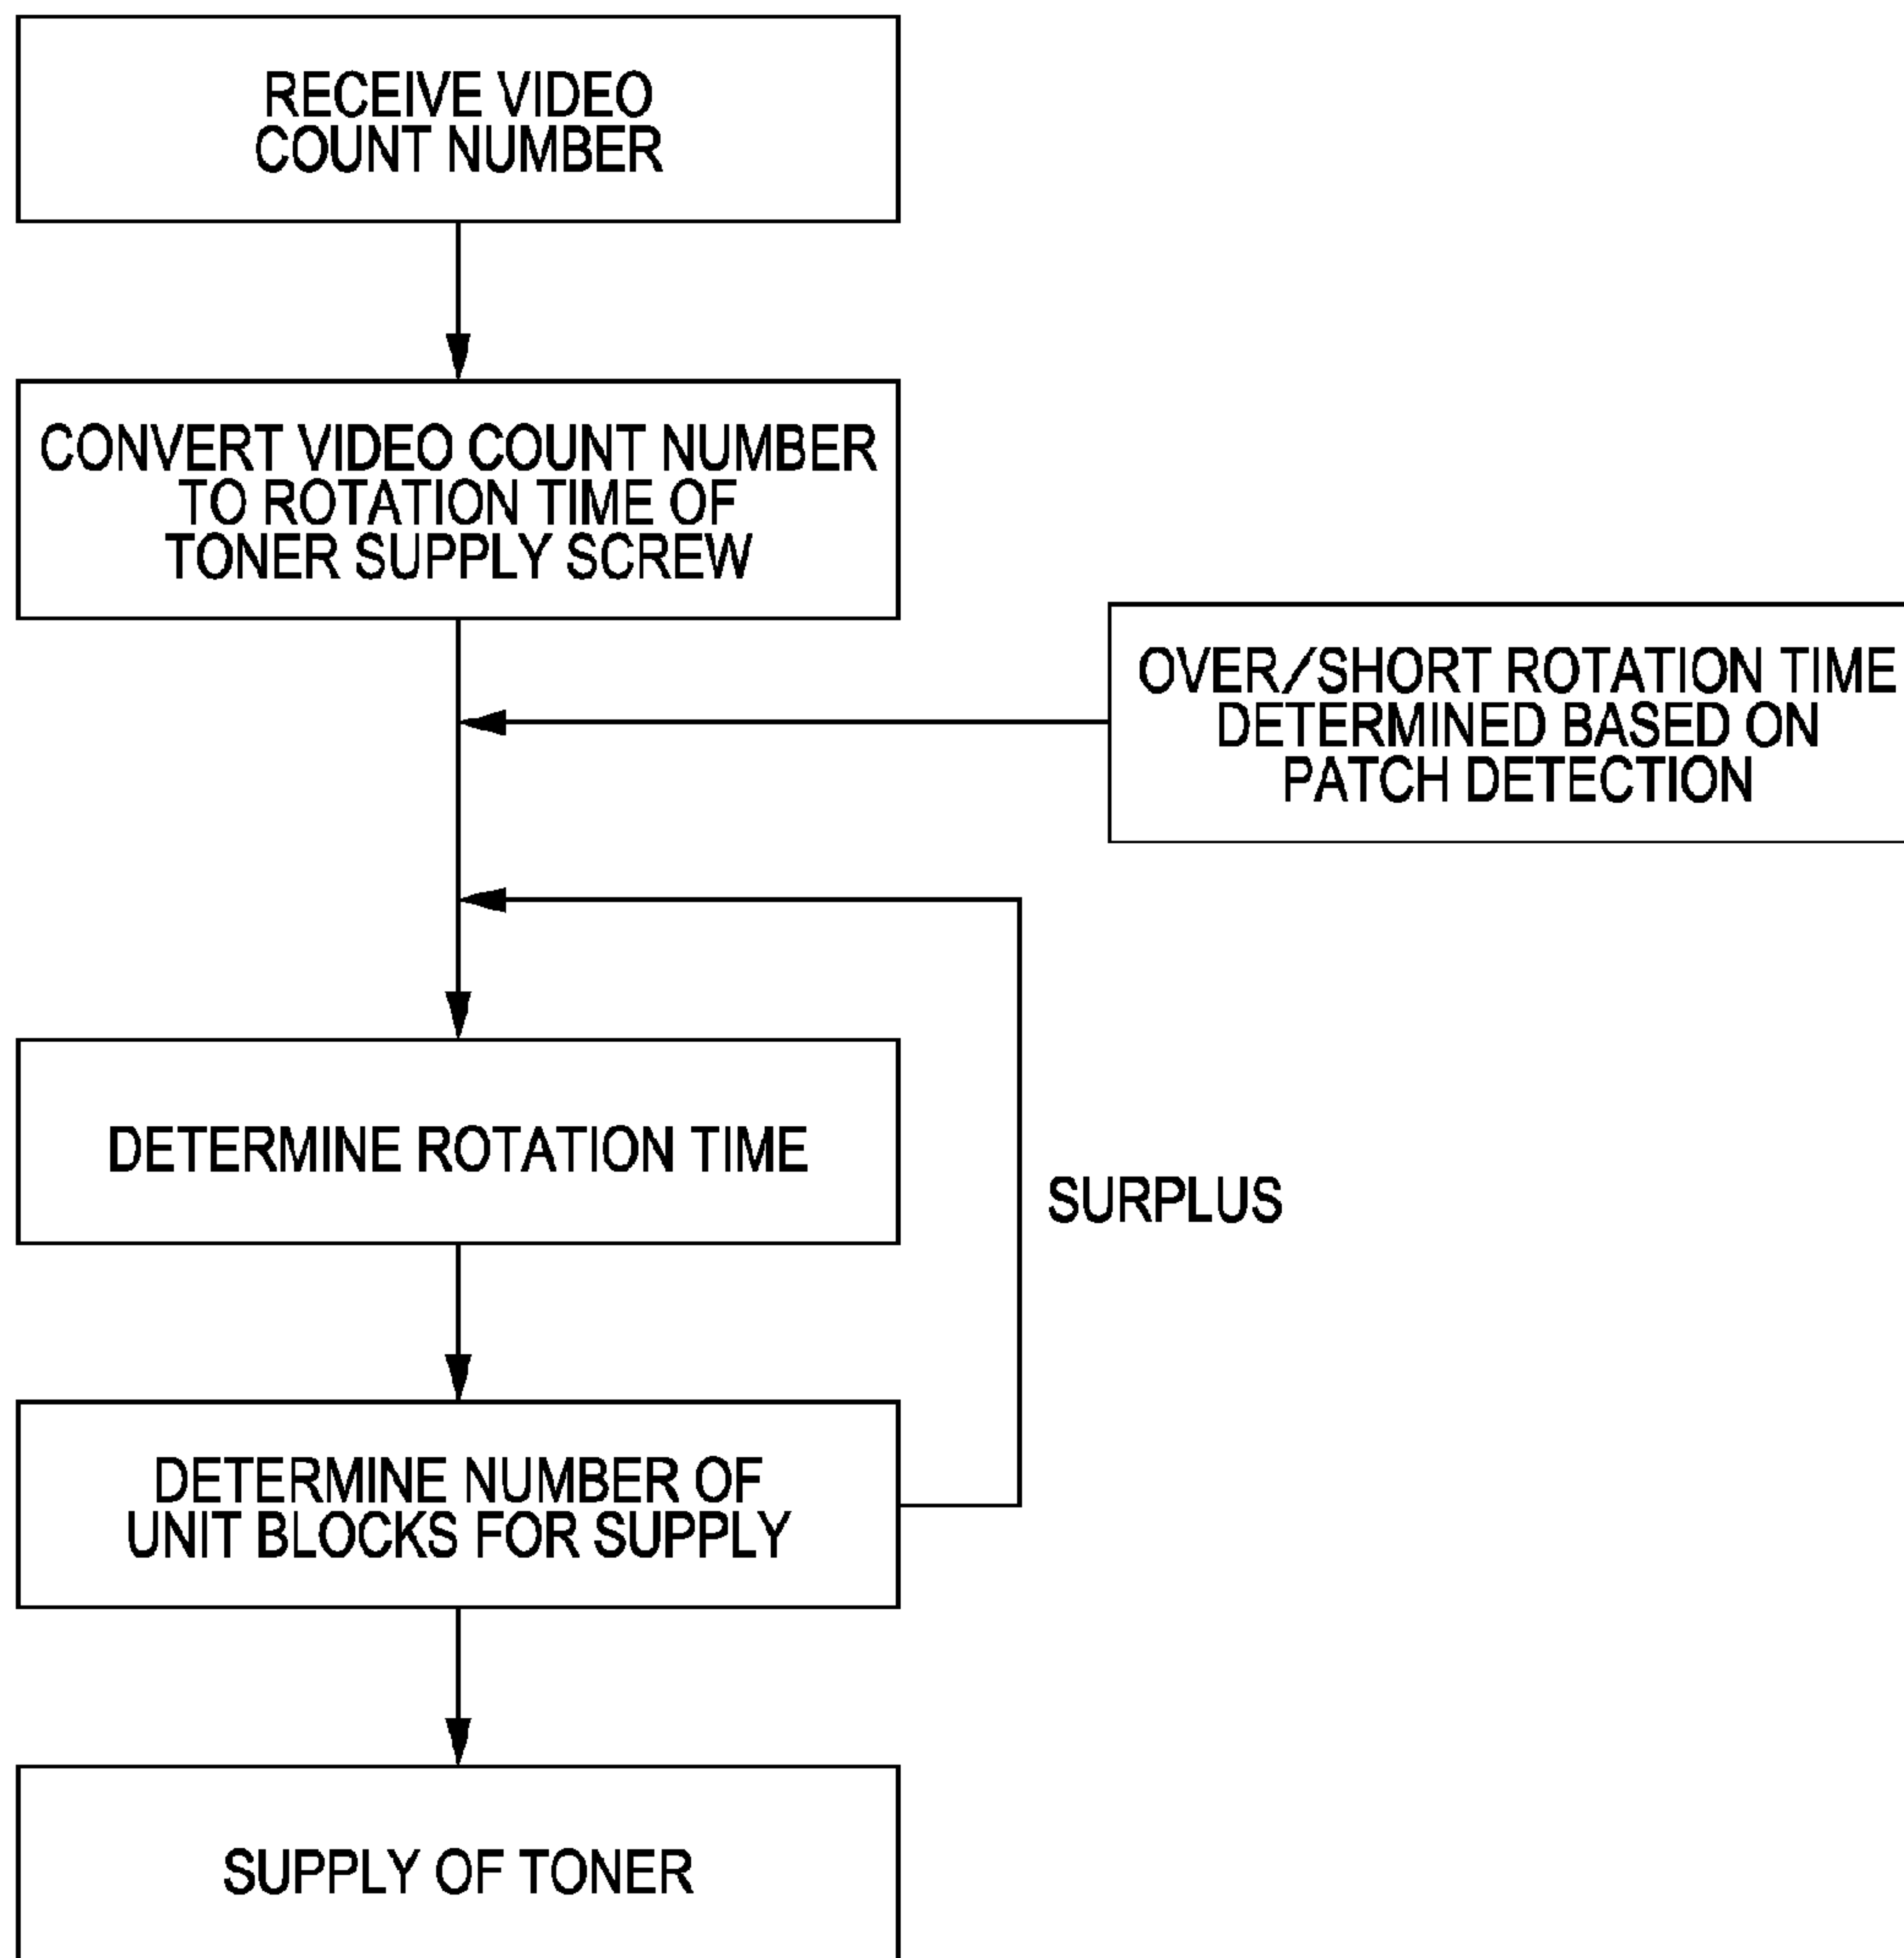 RECEIVE VIDEO
COUNT NUMBER
CONVERT VIDEO COUNT NUMBER
TO ROTATION TIME OF
TONER SUPPLY SCREW
OVER/SHORT ROTATION TIME
DETERMINED BASED ON
PATCH DETECTION
DETERMINE ROTATION TIME
SURPLUS
DETERMINE NUMBER OF
UNIT BLOCKS FOR SUPPLY
SUPPLY OF TONER